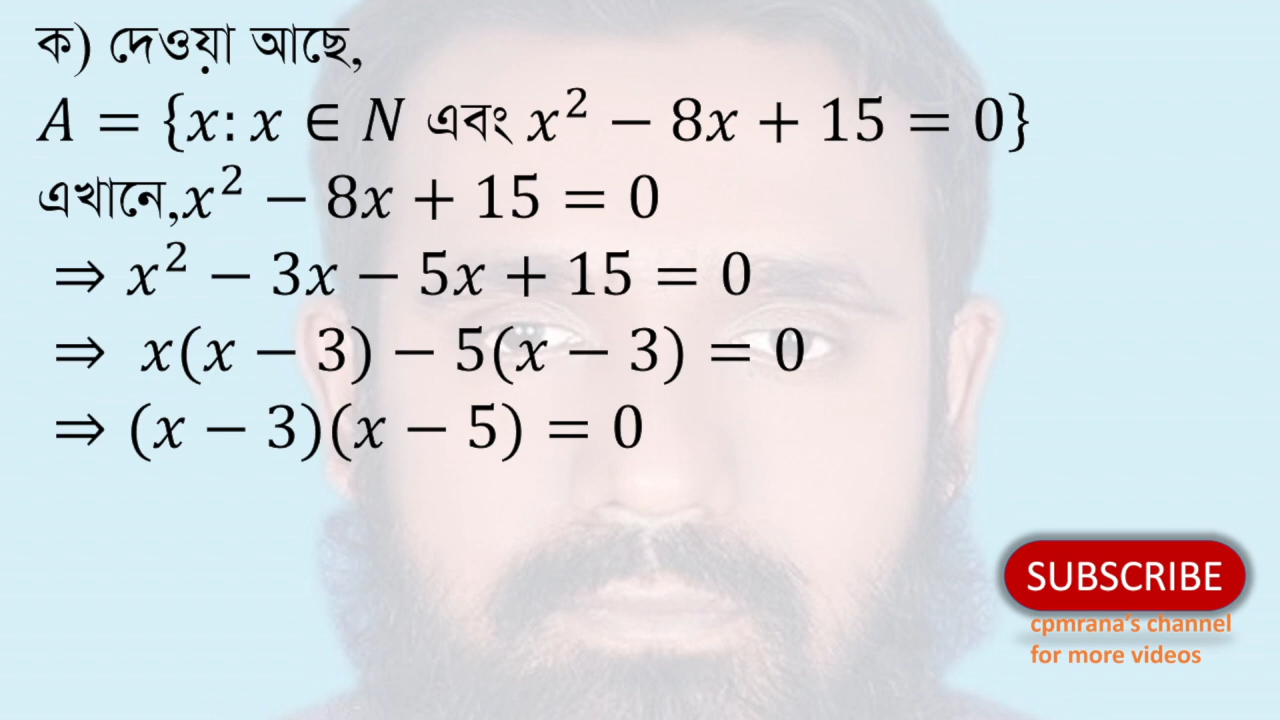 ক) দেওয়া আছে,
A = {x: x ∈ N এবং x² − 8x + 15 = 0}
এখানে,x² − 8x + 15 = 0
⇒ x² − 3x − 5x + 15 = 0
⇒ x(x − 3) − 5(x − 3) = 0
⇒ (x − 3)(x − 5) = 0
SUBSCRIBE
cpmrana's channel
for more videos